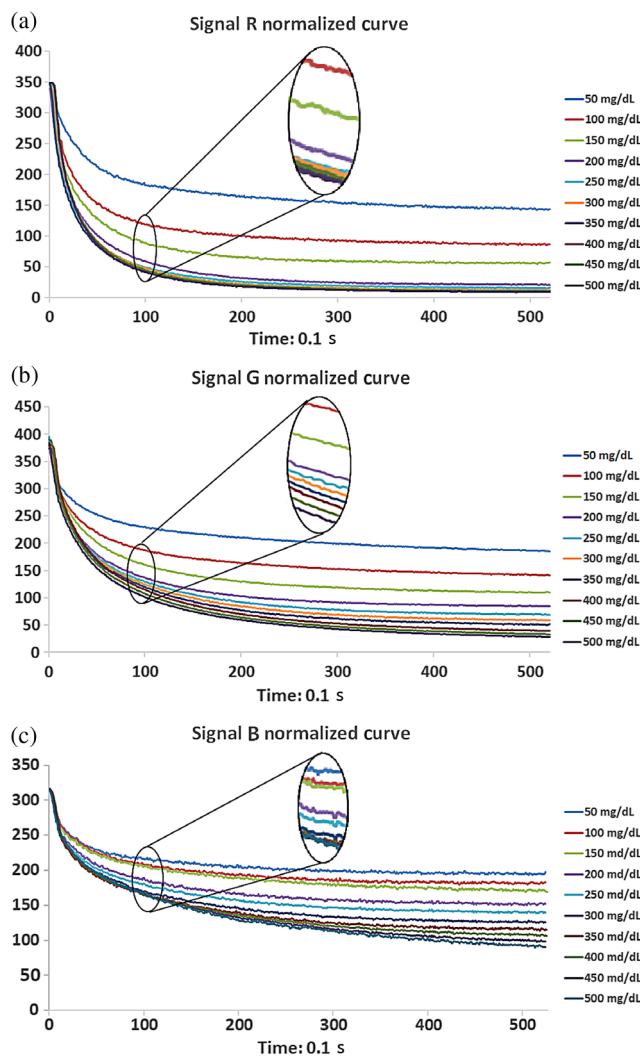 (a)
Signal R normalized curve
400
350
300
250
200
150
100
50
0
0 100 200 300 400 500
Time: 0.1 s
50 mg/dL
100 mg/dL
150 mg/dL
200 mg/dL
250 mg/dL
300 mg/dL
350 mg/dL
400 mg/dL
450 mg/dL
500 mg/dL
(b)
Signal G normalized curve
450
400
350
300
250
200
150
100
50
0
0 100 200 300 400 500
Time: 0.1 s
50 mg/dL
100 mg/dL
150 mg/dL
200 mg/dL
250 mg/dL
300 mg/dL
350 mg/dL
400 mg/dL
450 mg/dL
500 mg/dL
(c)
Signal B normalized curve
350
300
250
200
150
100
50
0
0 100 200 300 400 500
Time: 0.1 s
50 mg/dL
100 mg/dL
150 md/dL
200 md/dL
250 md/dL
300 mg/dL
350 md/dL
400 md/dL
450 md/dL
500 mg/dL